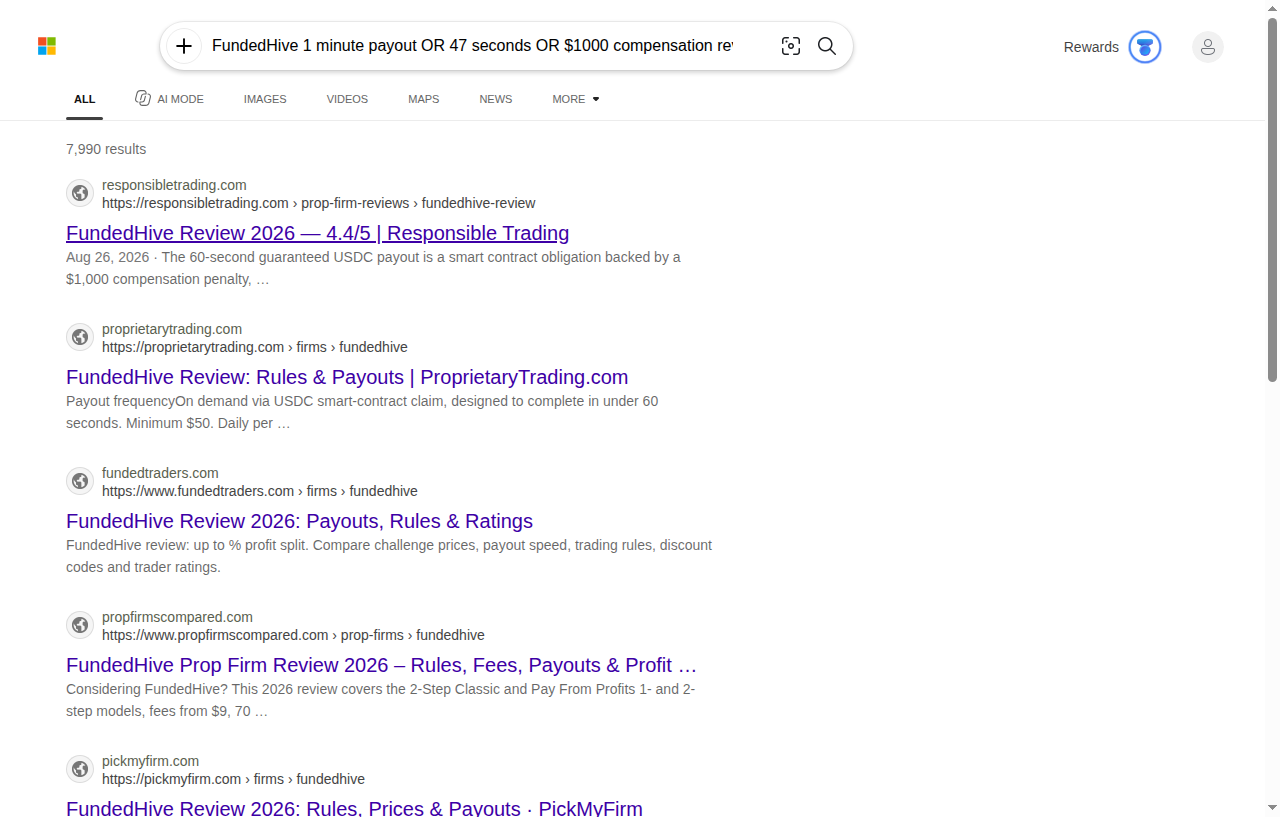 FundedHive 1 minute payout OR 47 seconds OR $1000 compensation re
Rewards
ALL
AI MODE
IMAGES
VIDEOS
MAPS
NEWS
MORE
7,990 results
responsibletrading.com
https://responsibletrading.com › prop-firm-reviews › fundedhive-review
FundedHive Review 2026 — 4.4/5 | Responsible Trading
Aug 26, 2026 · The 60-second guaranteed USDC payout is a smart contract obligation backed by a
$1,000 compensation penalty, …
proprietarytrading.com
https://proprietarytrading.com › firms › fundedhive
FundedHive Review: Rules & Payouts | ProprietaryTrading.com
Payout frequencyOn demand via USDC smart-contract claim, designed to complete in under 60
seconds. Minimum $50. Daily per …
fundedtraders.com
https://www.fundedtraders.com › firms › fundedhive
FundedHive Review 2026: Payouts, Rules & Ratings
FundedHive review: up to % profit split. Compare challenge prices, payout speed, trading rules, discount
codes and trader ratings.
propfirmscompared.com
https://www.propfirmscompared.com › prop-firms › fundedhive
FundedHive Prop Firm Review 2026 – Rules, Fees, Payouts & Profit …
Considering FundedHive? This 2026 review covers the 2-Step Classic and Pay From Profits 1- and 2-
step models, fees from $9, 70 …
pickmyfirm.com
https://pickmyfirm.com › firms › fundedhive
FundedHive Review 2026: Rules, Prices & Payouts · PickMyFirm